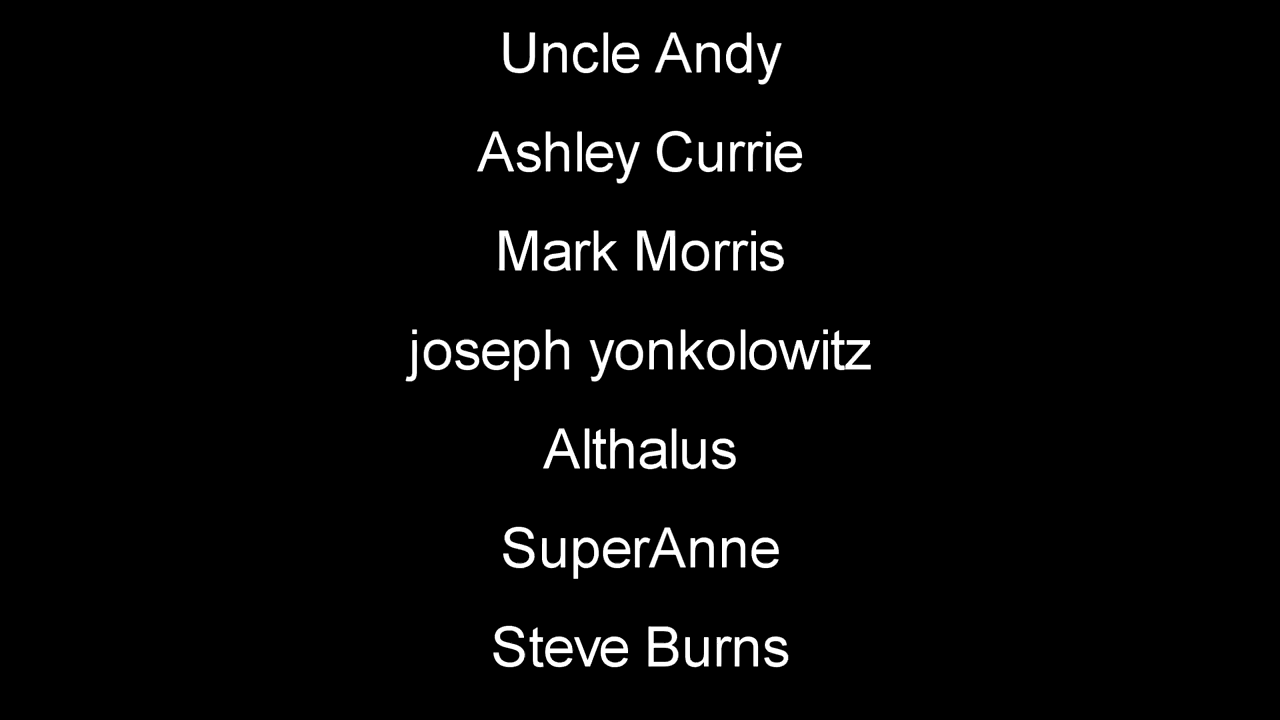 Uncle Andy
Ashley Currie
Mark Morris
joseph yonkolowitz
Althalus
SuperAnne
Steve Burns